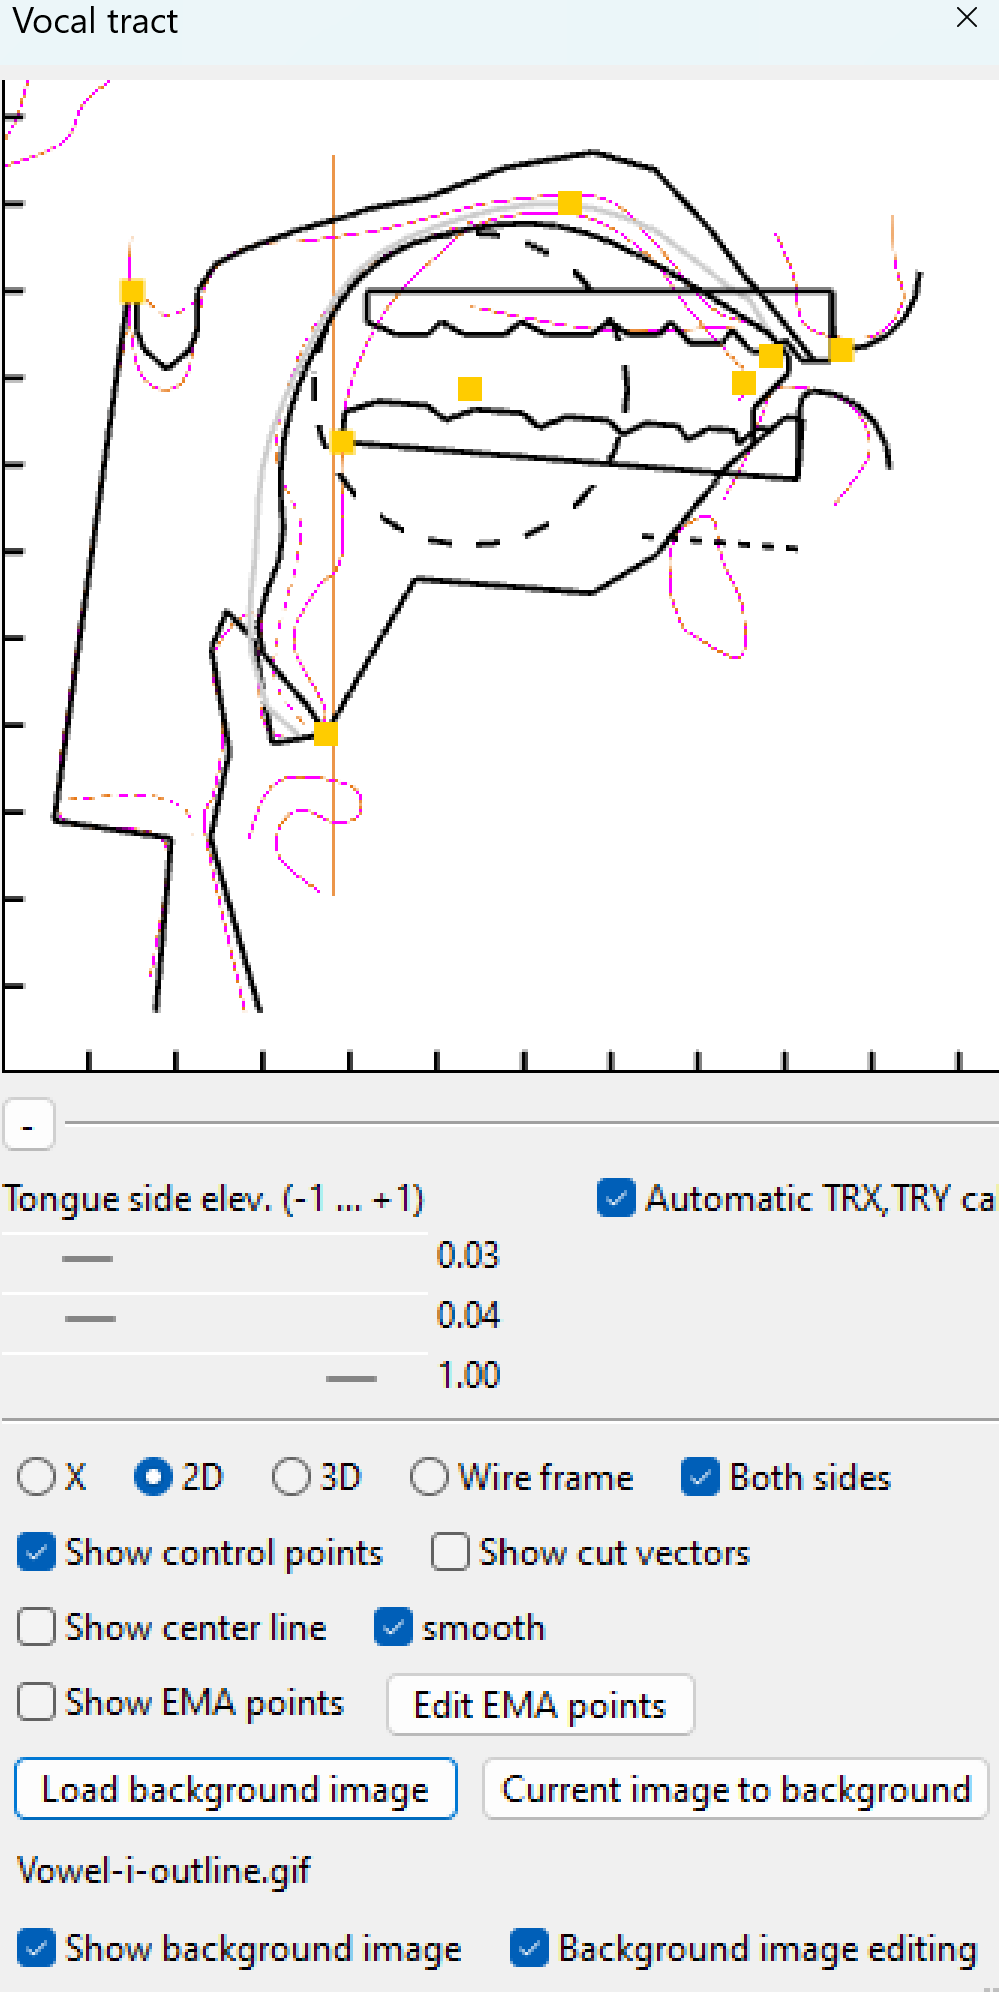 Vocal tract
-
Tongue side elev. (-1 ... +1) Automatic TRX,TRY
0.03
0.04
1.00
X 2D 3D Wire frame Both sides
Show control points Show cut vectors
Show center line smooth
Show EMA points Edit EMA points
Load background image Current image to background
Vowel-i-outline.gif
Show background image Background image editing